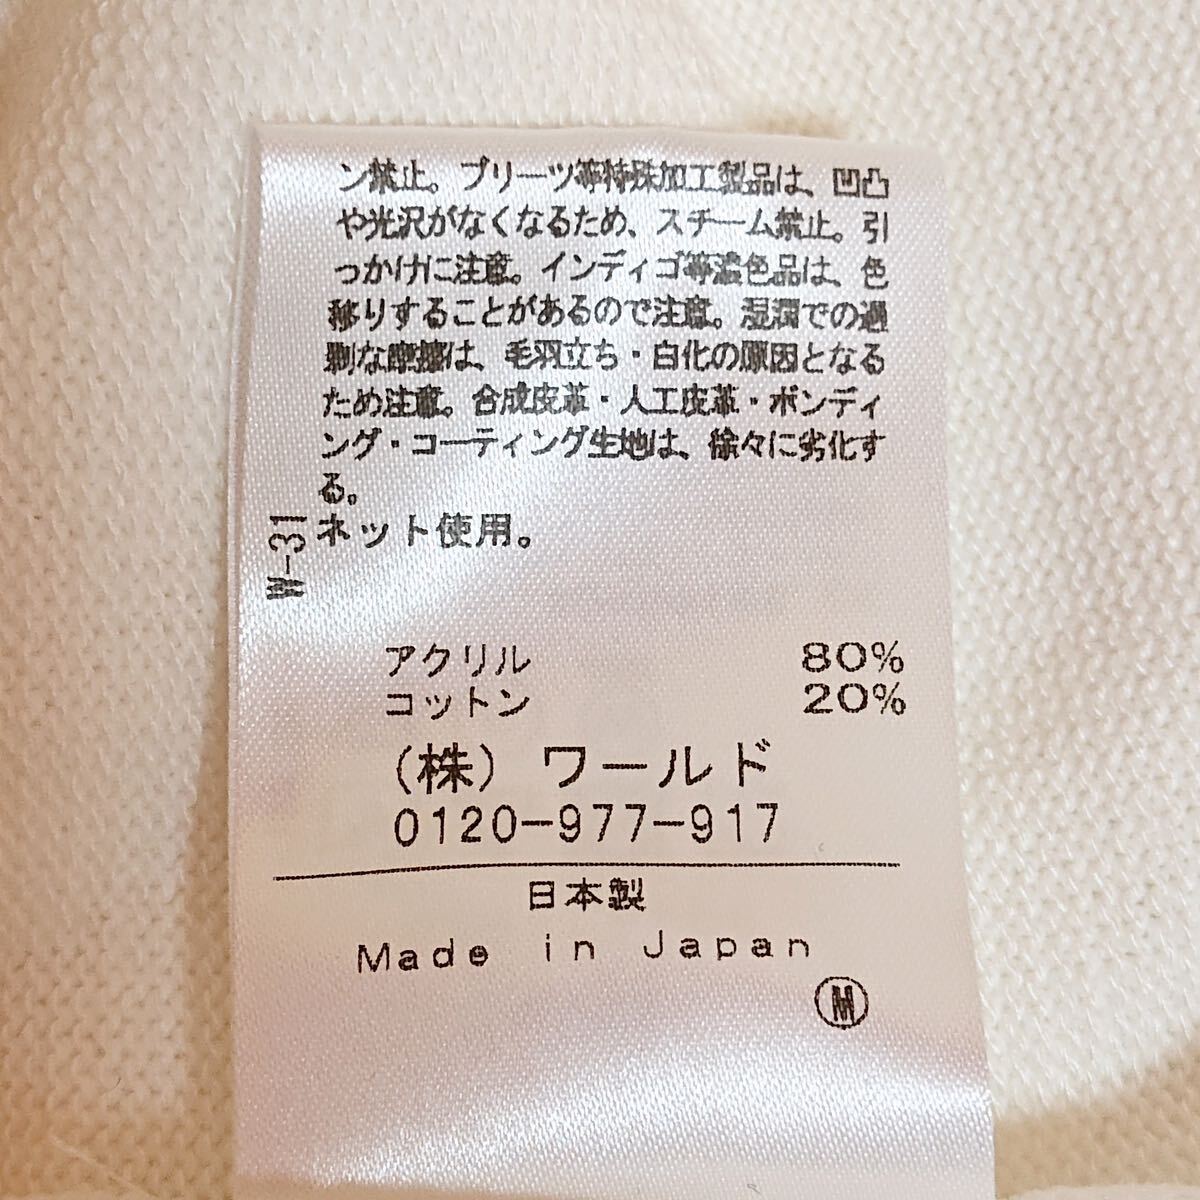 ン禁止。プリーツ等特殊加工製品は、凹凸
や光沢がなくなるため、スチーム禁止。引
っかけに注意。インディゴ等濃色品は、色
移りすることがあるので注意。湿潤での過
剰な摩擦は、毛羽立ち・白化の原因となる
ため注意。合成皮革・人工皮革・ボンディ
ング・コーティング生地は、徐々に劣化す
る。
ネット使用。
W-31
アクリル 80%
コットン 20%
(株) ワールド
0120-977-917
日本製
Made in Japan
M